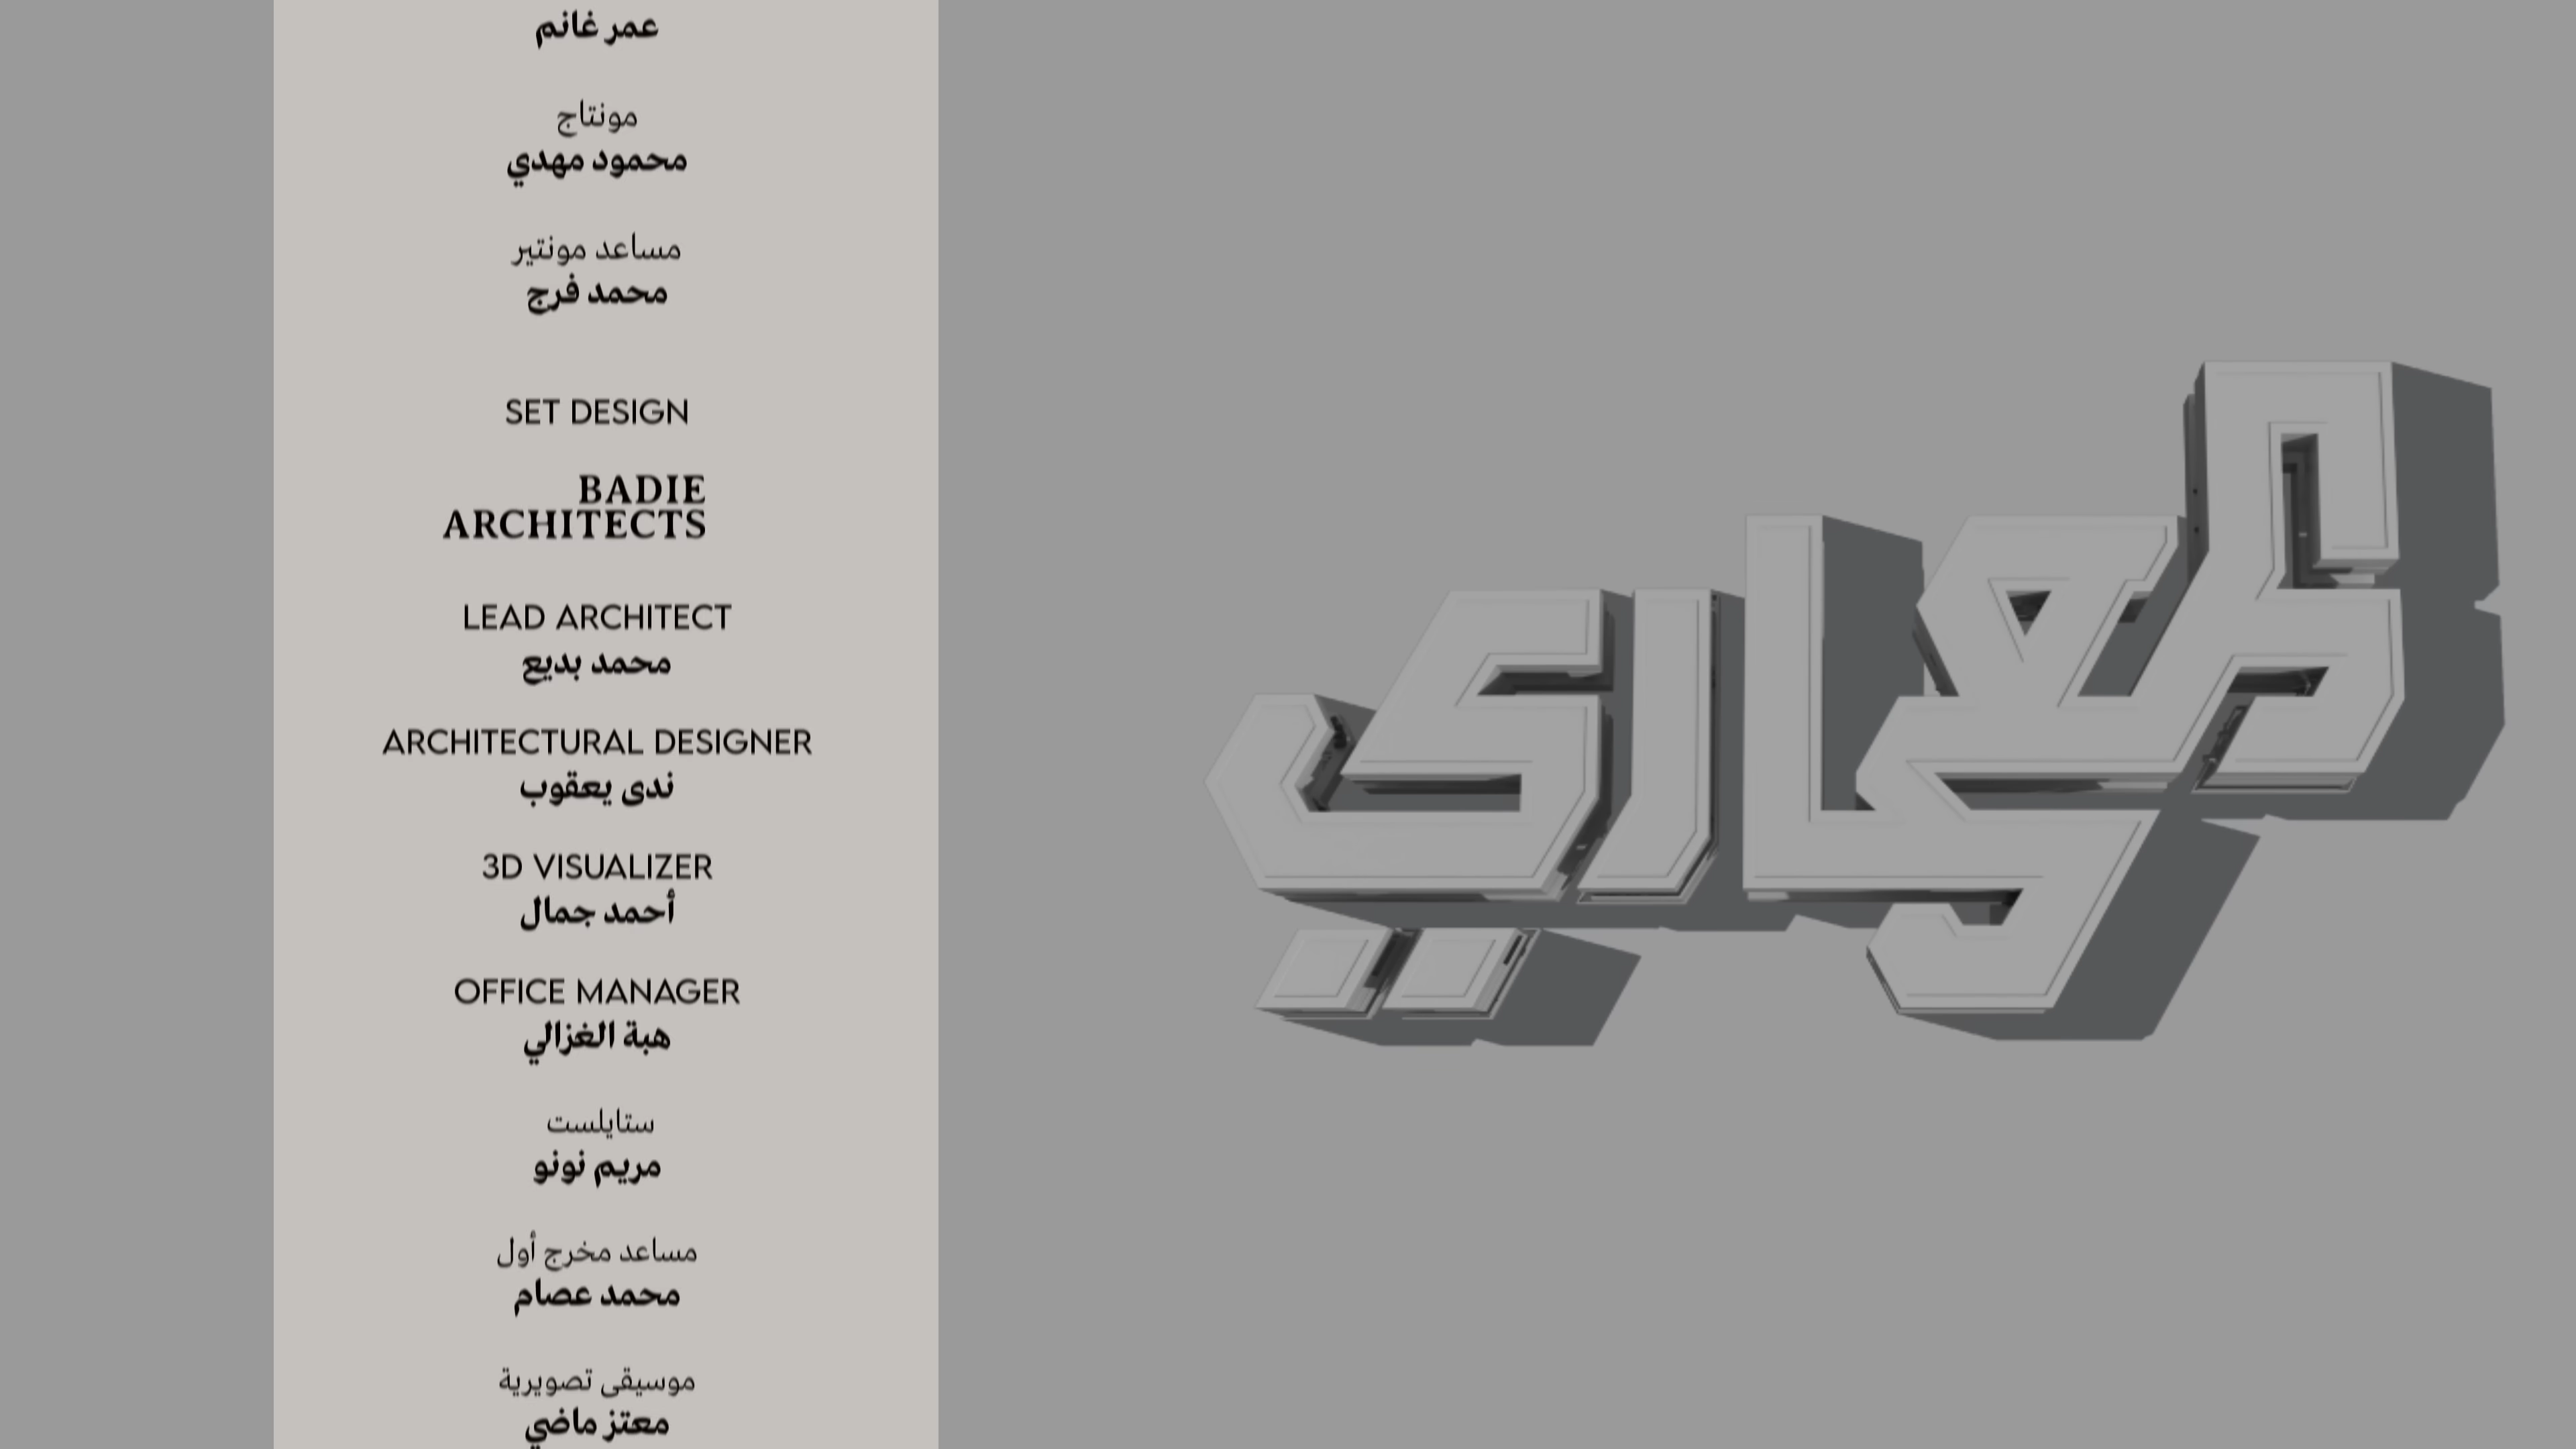 عمر غانم
مونتاج
محمود مهدي
مساعد مونتير
محمد فرج
SET DESIGN
BADIE
ARCHITECTS
LEAD ARCHITECT
محمد بديع
ARCHITECTURAL DESIGNER
ندى يعقوب
3D VISUALIZER
أحمد جمال
OFFICE MANAGER
هبة الغزالي
ستايلست
مريم نونو
مساعد مخرج أول
محمد عصام
موسيقى تصويرية
معتز ماضي